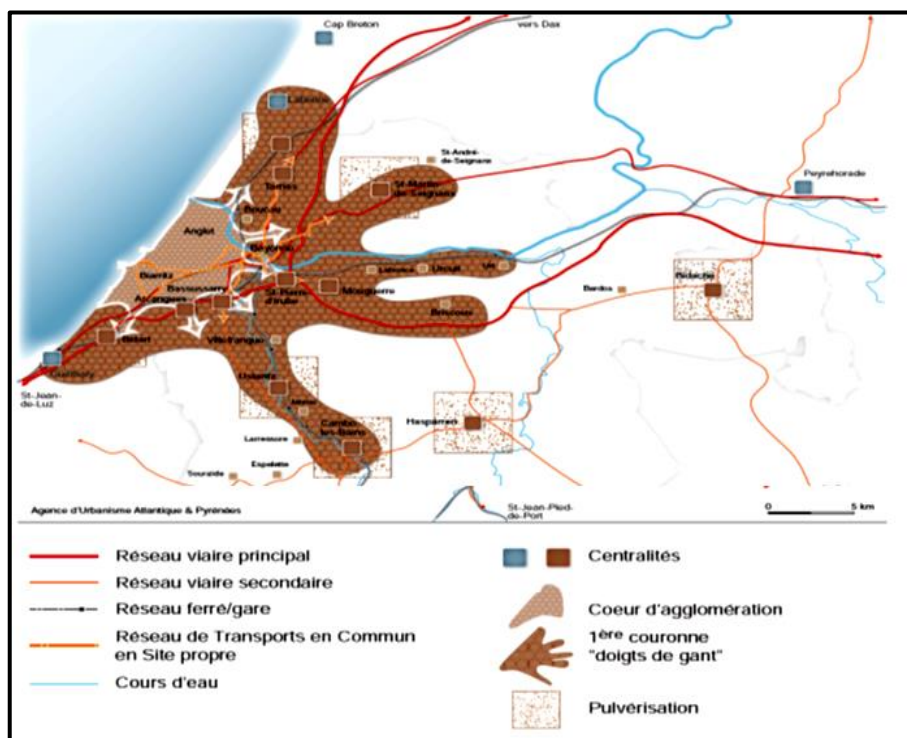 Cap Breton
vers Dax
Labenne
St-André-
de-Seignanx
Tarnos
St-Martin-
de-Seignanx
Peyrehorade
Boucau
Anglet
Bayonne
Biarritz
Lahonce
Urcuit
Urt
Bassussarry
St-Pierre-
d'Irube
Mouguerre
Arcangues
Bidache
Bardos
Briscous
Bidart
Villefranque
Guéthary
St-Jean-
de-Luz
Ustaritz
Cambo
les-Bains
Hasparren
Larressore
Espelette
Souraïde
Agence d'Urbanisme Atlantique & Pyrénées
St-Jean-Pied-
de-Port
0
5 km
Réseau viaire principal
Réseau viaire secondaire
Réseau ferré/gare
Réseau de Transports en Commun
en Site propre
Cours d'eau
Centralités
Coeur d'agglomération
1ère couronne
"doigts de gant"
Pulvérisation